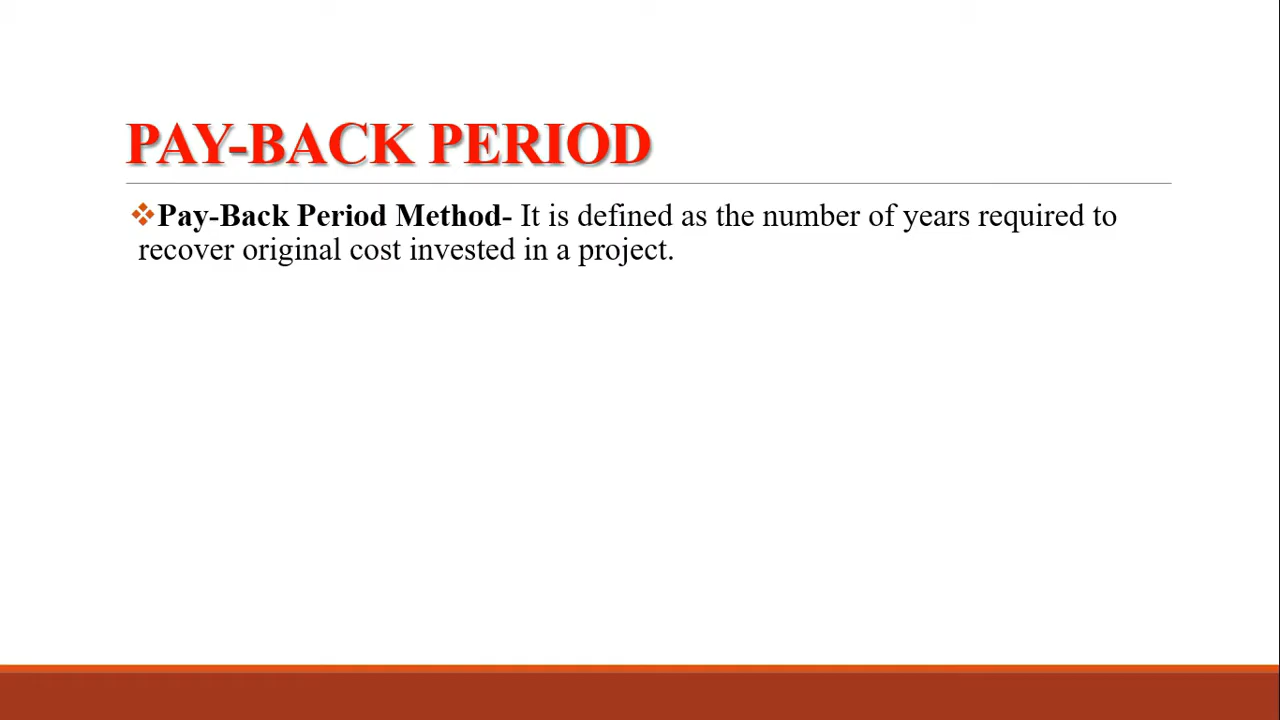 PAY-BACK PERIOD
❖Pay-Back Period Method- It is defined as the number of years required to
recover original cost invested in a project.